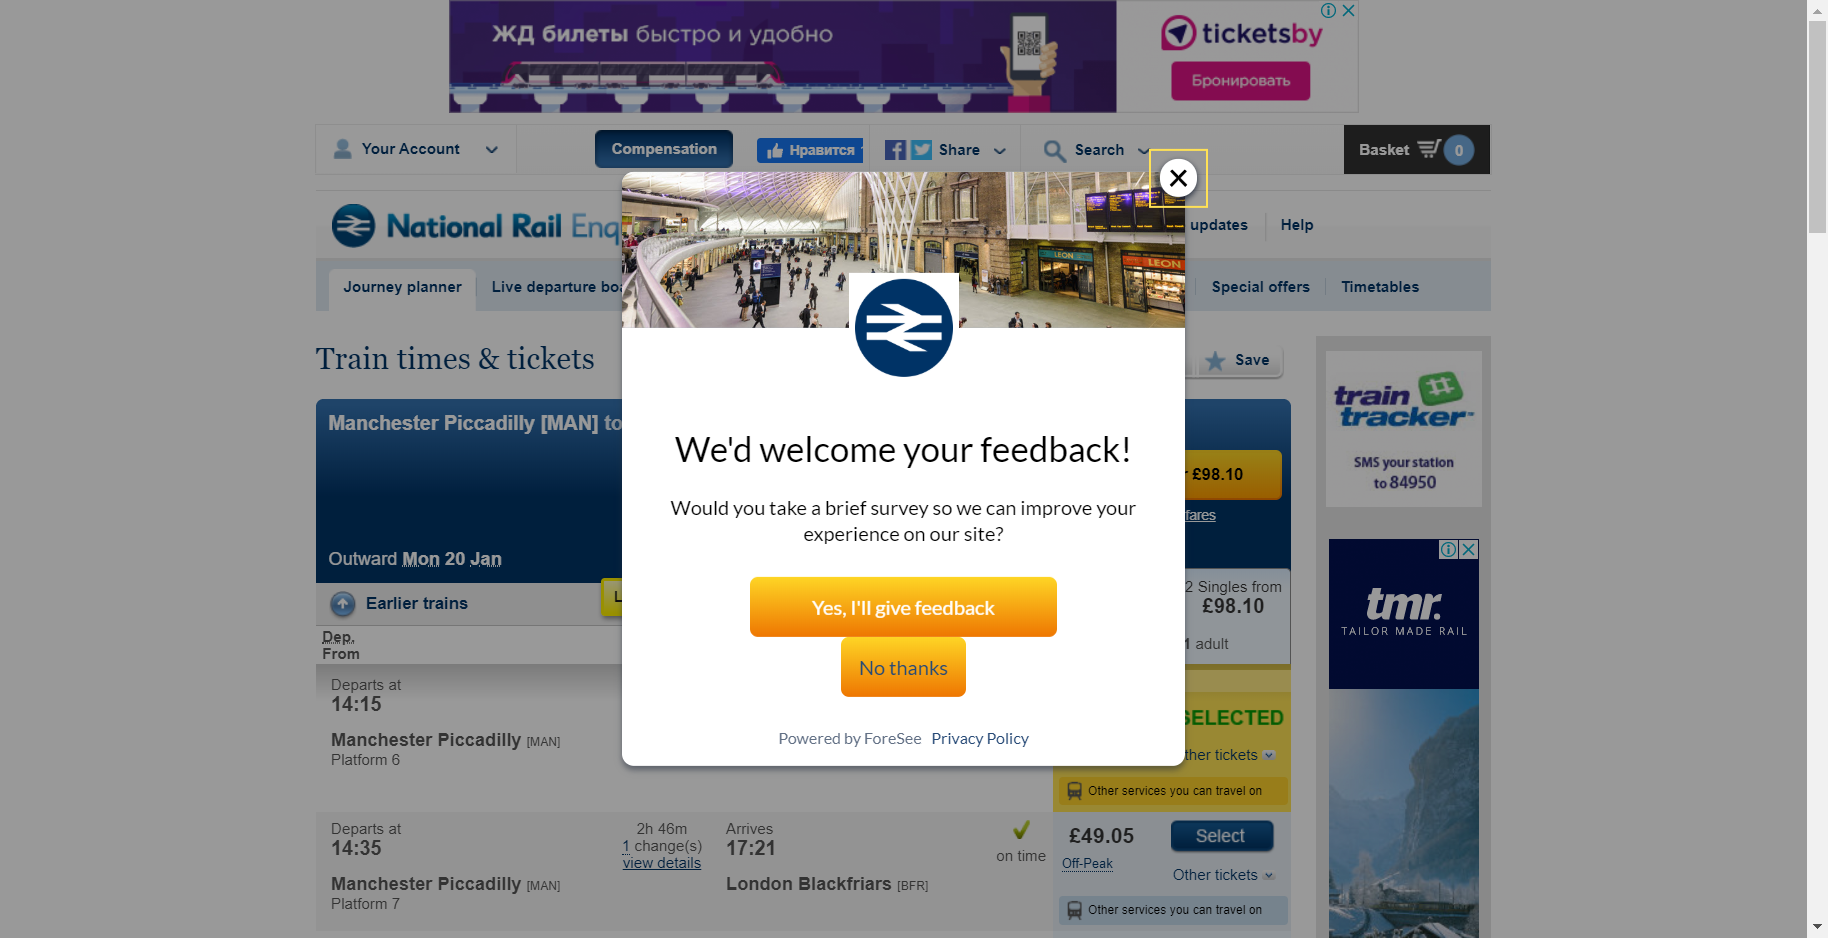 ЖД билеты быстро и удобно
ticketsby
Бронировать
Your Account
Compensation
Нравится
Share
Search
Basket
0
National Rail Enq
updates
Help
Journey planner
Live departure boa
Special offers
Timetables
LEON
LEON
Train times & tickets
Save
Manchester Piccadilly [MAN] to
£98.10
fares
Outward Mon 20 Jan
Earlier trains
2 Singles from
£98.10
1 adult
Dep.
From
We'd welcome your feedback!
Would you take a brief survey so we can improve your
experience on our site?
Yes, I'll give feedback
No thanks
Powered by ForeSee Privacy Policy
Departs at
14:15
Manchester Piccadilly [MAN]
Platform 6
SELECTED
ther tickets
Other services you can travel on
Departs at
14:35
Manchester Piccadilly [MAN]
Platform 7
2h 46m
1 change(s)
view details
Arrives
17:21
London Blackfriars [BFR]
on time
£49.05
Off-Peak
Select
Other tickets
Other services you can travel on
train
tracker™
SMS your station
to 84950
tmr.
TAILOR MADE RAIL